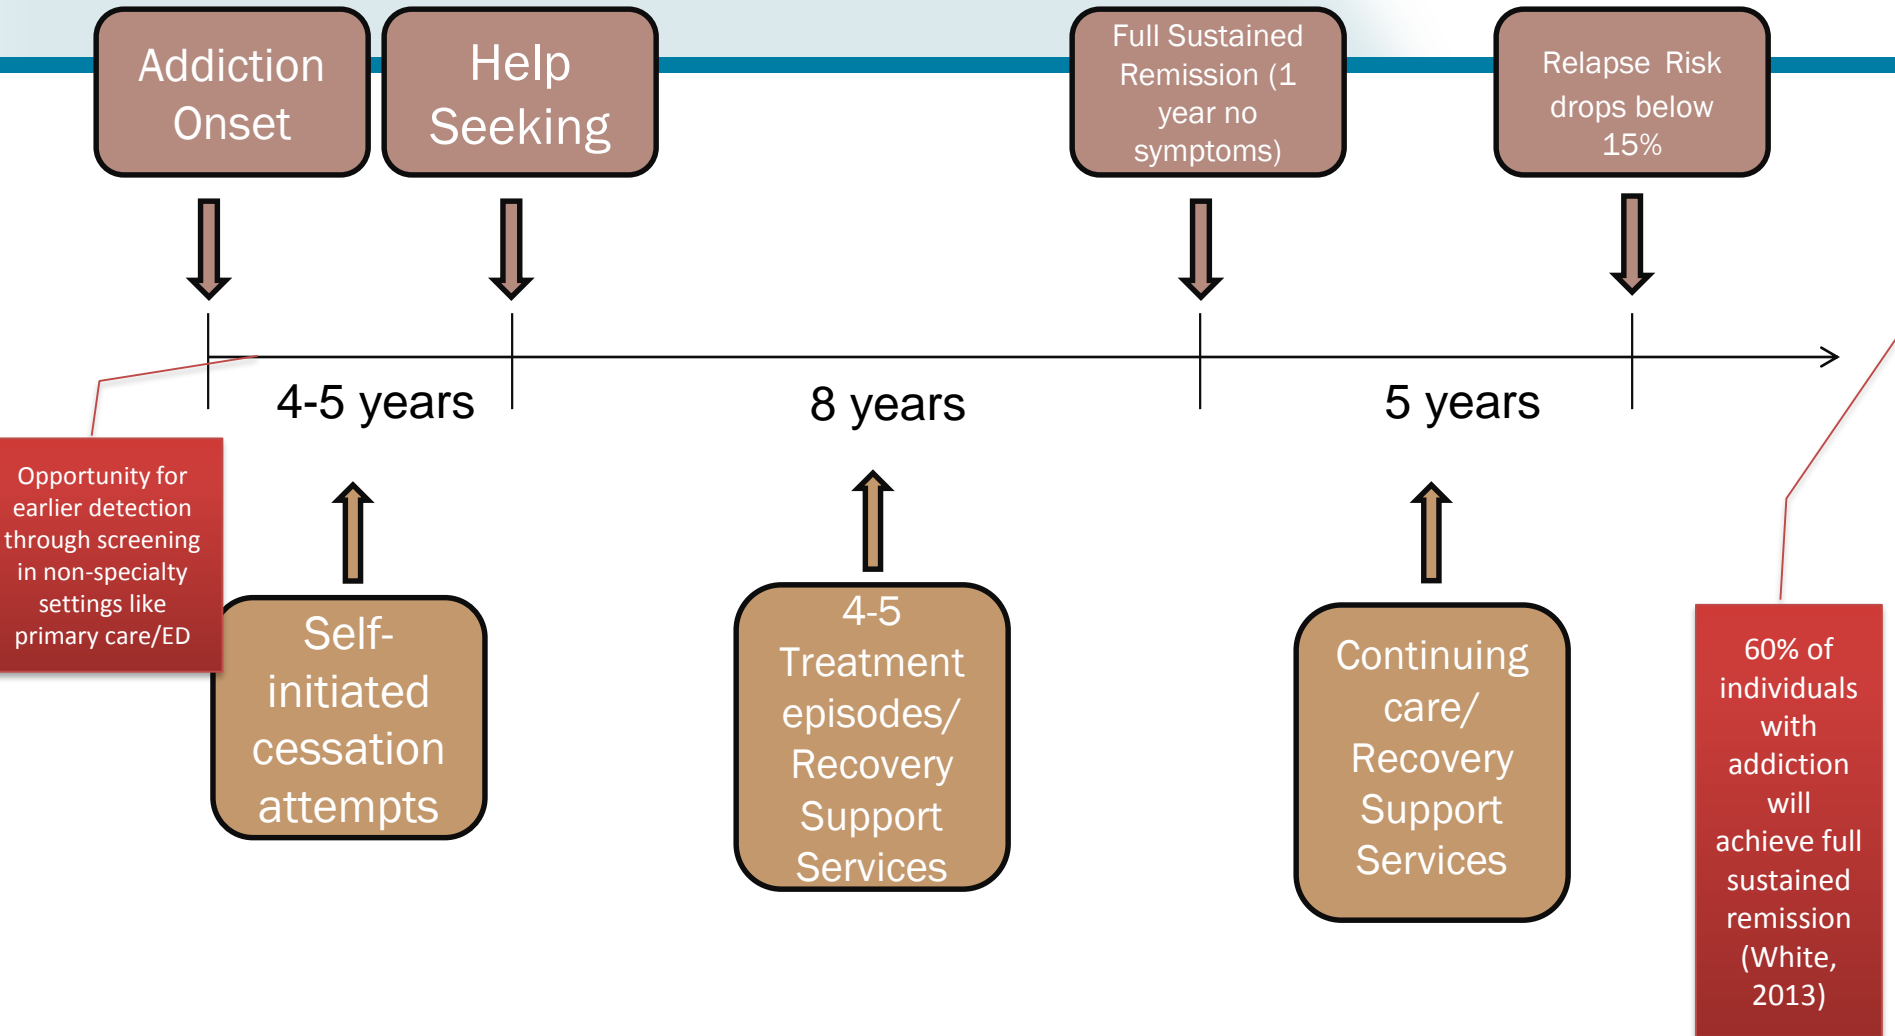 Addiction
Onset
Help
Seeking
Full Sustained
Remission (1
year no
symptoms)
Relapse Risk
drops below
15%
4-5 years
8 years
5 years
Opportunity for
earlier detection
through screening
in non-specialty
settings like
primary care/ED
Self-
initiated
cessation
attempts
4-5
Treatment
episodes/
Recovery
Support
Services
Continuing
care/
Recovery
Support
Services
60% of
individuals
with
addiction
will
achieve full
sustained
remission
(White,
2013)